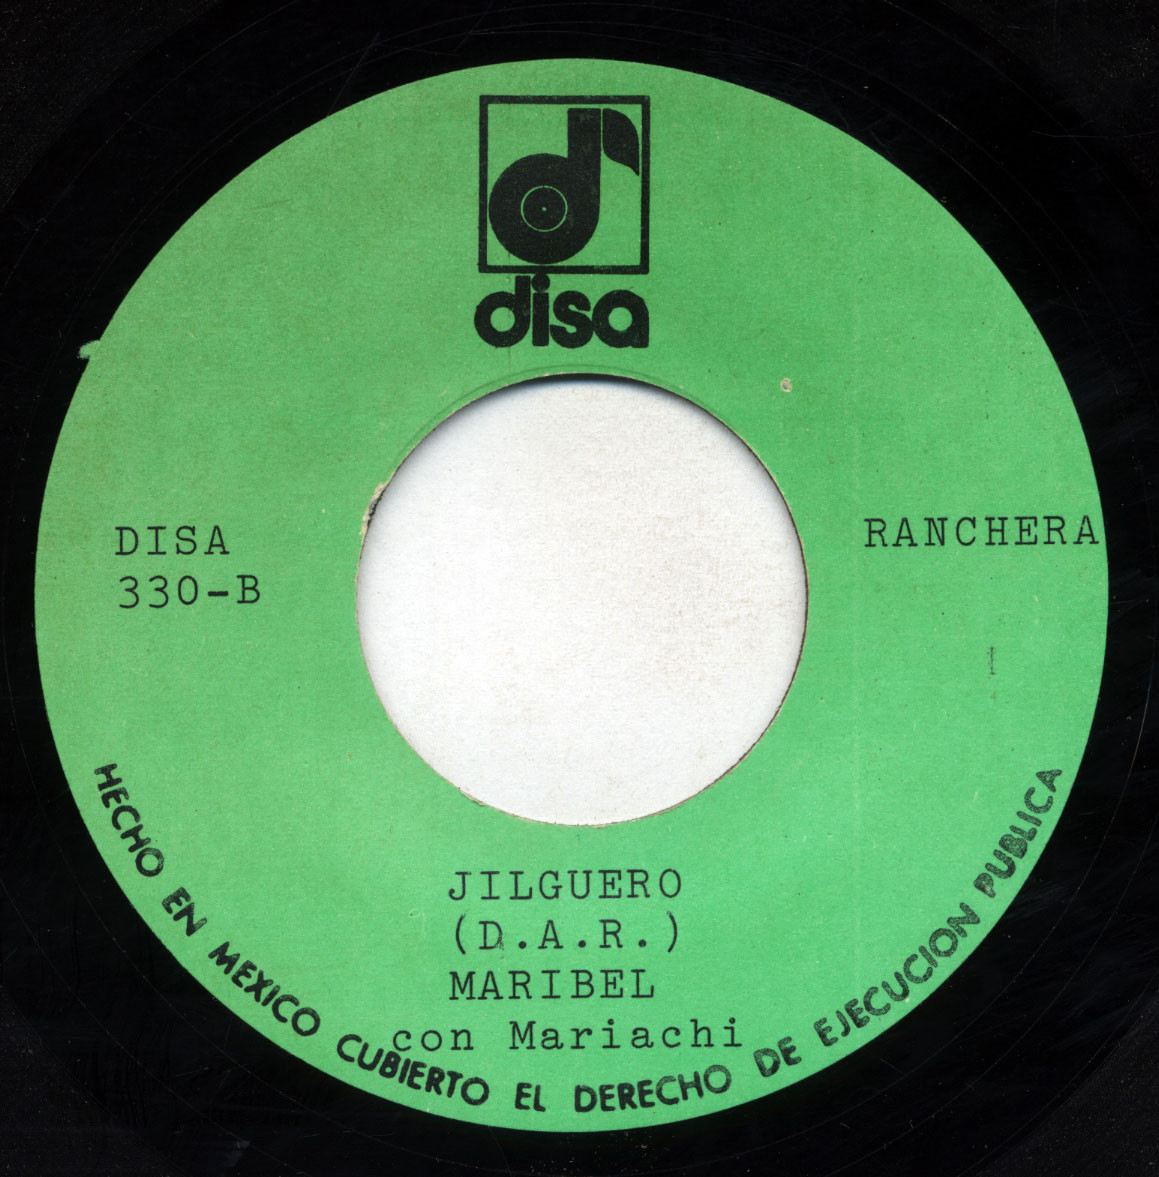 disa
DISA
330-B
RANCHERA
JILGUERO
(D.A.R.)
MARIBEL
con Mariachi
HECHO EN MEXICO CUBIERTO EL DERECHO DE EJECUCION PUBLICA